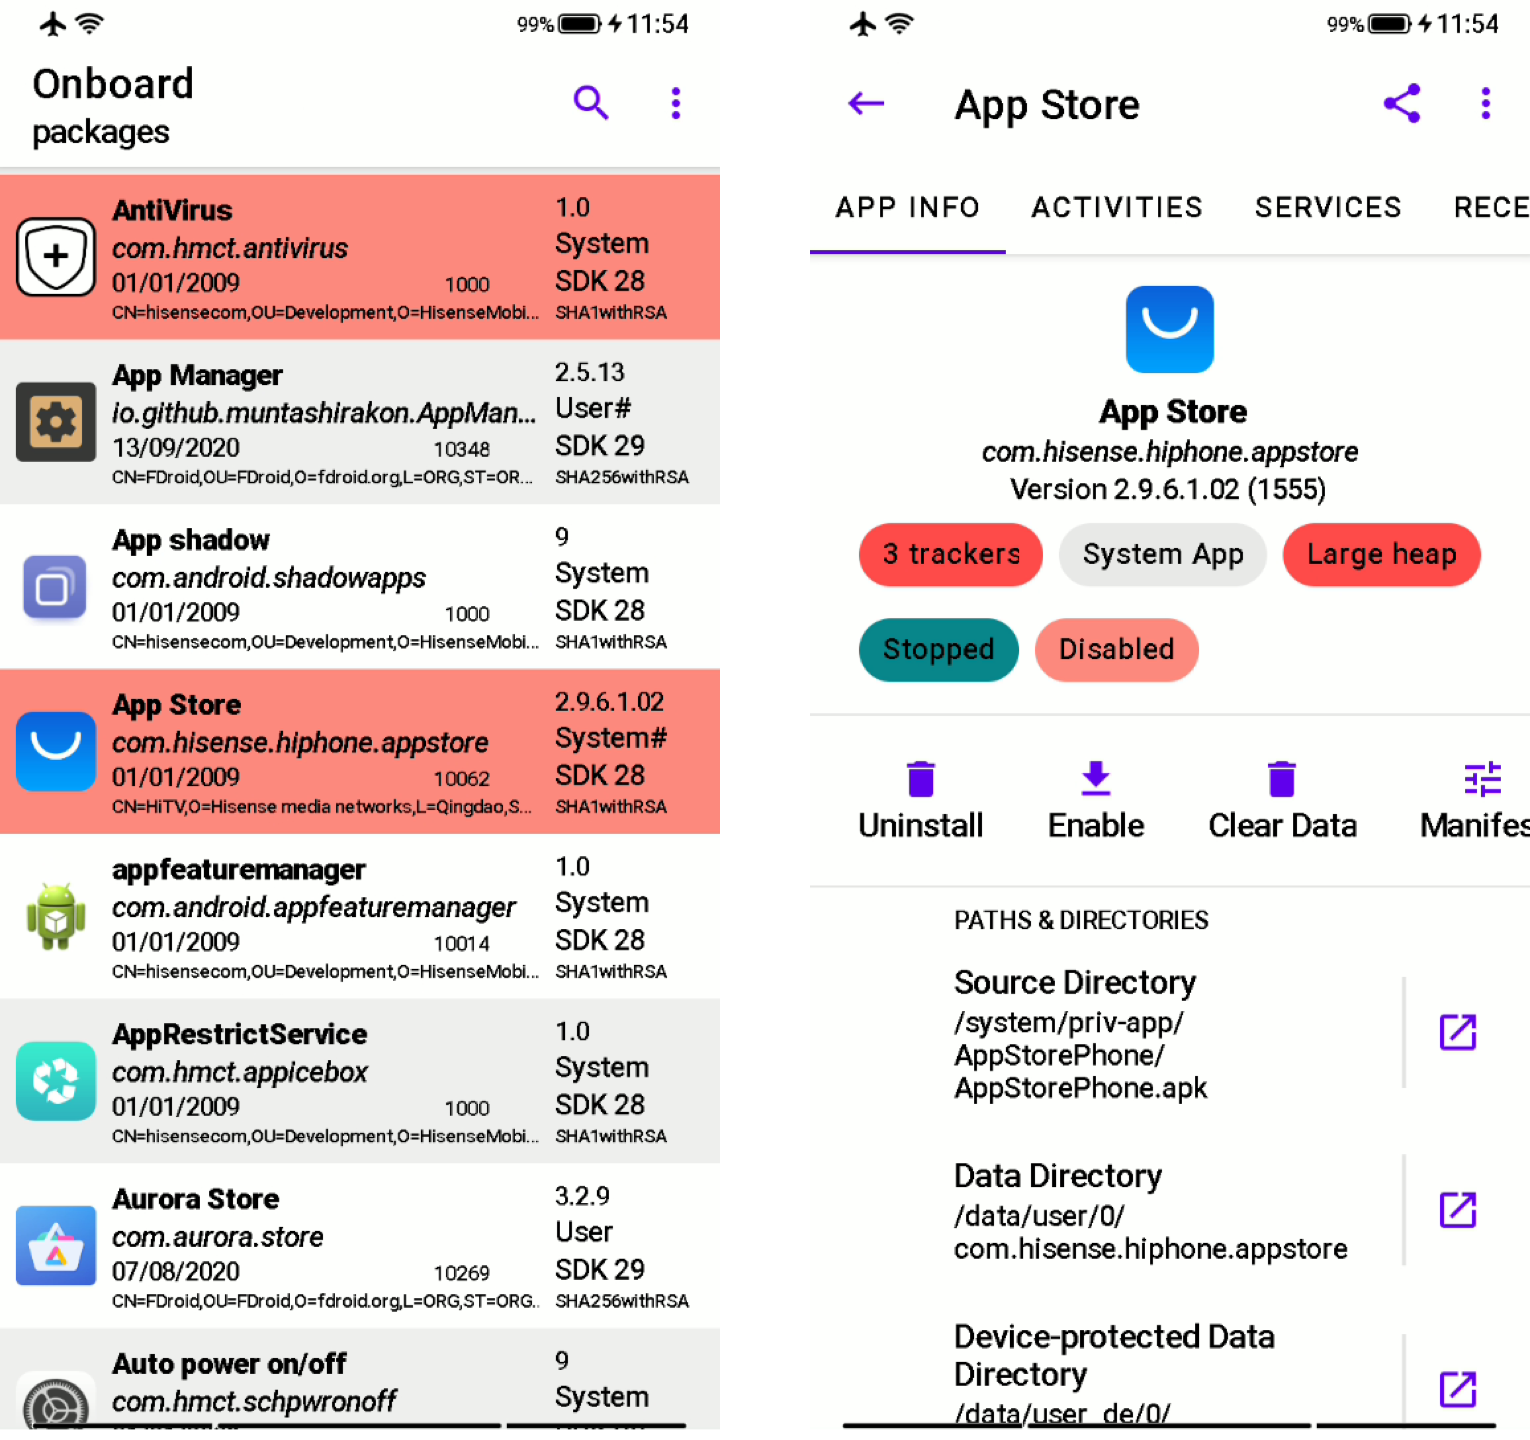 99% 11:54
Onboard
packages
AntiVirus 1.0
com.hmct.antivirus System
01/01/2009 1000 SDK 28
CN=hisensecom,OU=Development,O=HisenseMobi... SHA1withRSA
App Manager 2.5.13
io.github.muntashirakon.AppMan... User#
13/09/2020 10348 SDK 29
CN=FDroid,OU=FDroid,O=fdroid.org,L=ORG,ST=OR... SHA256withRSA
App shadow 9
com.android.shadowapps System
01/01/2009 1000 SDK 28
CN=hisensecom,OU=Development,O=HisenseMobi... SHA1withRSA
App Store 2.9.6.1.02
com.hisense.hiphone.appstore System#
01/01/2009 10062 SDK 28
CN=HiTV,O=Hisense media networks,L=Qingdao,S... SHA1withRSA
appfeaturemanager 1.0
com.android.appfeaturemanager System
01/01/2009 10014 SDK 28
CN=hisensecom,OU=Development,O=HisenseMobi... SHA1withRSA
AppRestrictService 1.0
com.hmct.appicebox System
01/01/2009 1000 SDK 28
CN=hisensecom,OU=Development,O=HisenseMobi... SHA1withRSA
Aurora Store 3.2.9
com.aurora.store User
07/08/2020 10269 SDK 29
CN=FDroid,OU=FDroid,O=fdroid.org,L=ORG,ST=ORG.. SHA256withRSA
Auto power on/off 9
com.hmct.schpwronoff System
99% 11:54
App Store
APP INFO ACTIVITIES SERVICES RECE
App Store
com.hisense.hiphone.appstore
Version 2.9.6.1.02 (1555)
3 trackers System App Large heap
Stopped Disabled
Uninstall Enable Clear Data Manifes
PATHS & DIRECTORIES
Source Directory
/system/priv-app/
AppStorePhone/
AppStorePhone.apk
Data Directory
/data/user/0/
com.hisense.hiphone.appstore
Device-protected Data
Directory
/data/user_de/0/